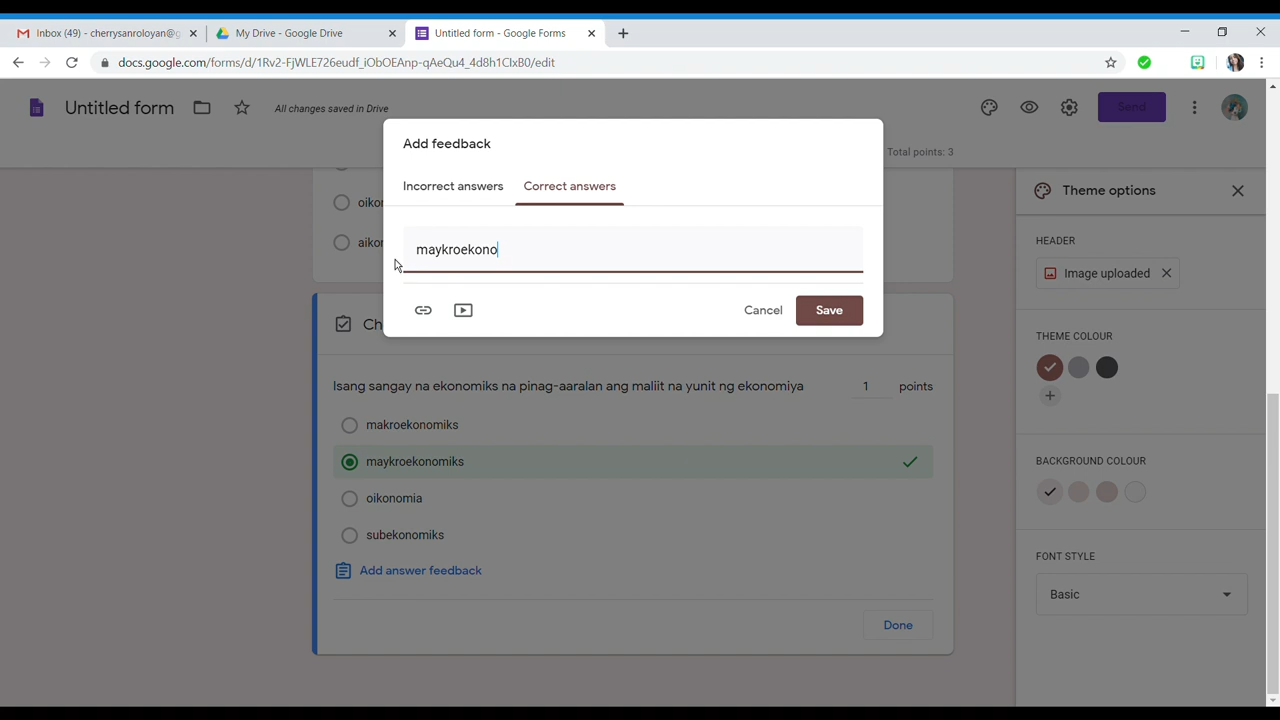 Inbox (49) - cherrysanroloyan@g
My Drive - Google Drive
Untitled form - Google Forms
docs.google.com/forms/d/1Rv2-FjWLE726eudf_iObOEAnp-qAeQu4_4d8h1ClxB0/edit
Untitled form
All changes saved in Drive
Send
Total points: 3
Add feedback
Incorrect answers
Correct answers
maykroekono
Cancel
Save
oikor
aikor
Ch
Isang sangay na ekonomiks na pinag-aaralan ang maliit na yunit ng ekonomiya
1 points
makroekonomiks
maykroekonomiks
oikonomia
subekonomiks
Add answer feedback
Done
Theme options
HEADER
Image uploaded
THEME COLOUR
BACKGROUND COLOUR
FONT STYLE
Basic